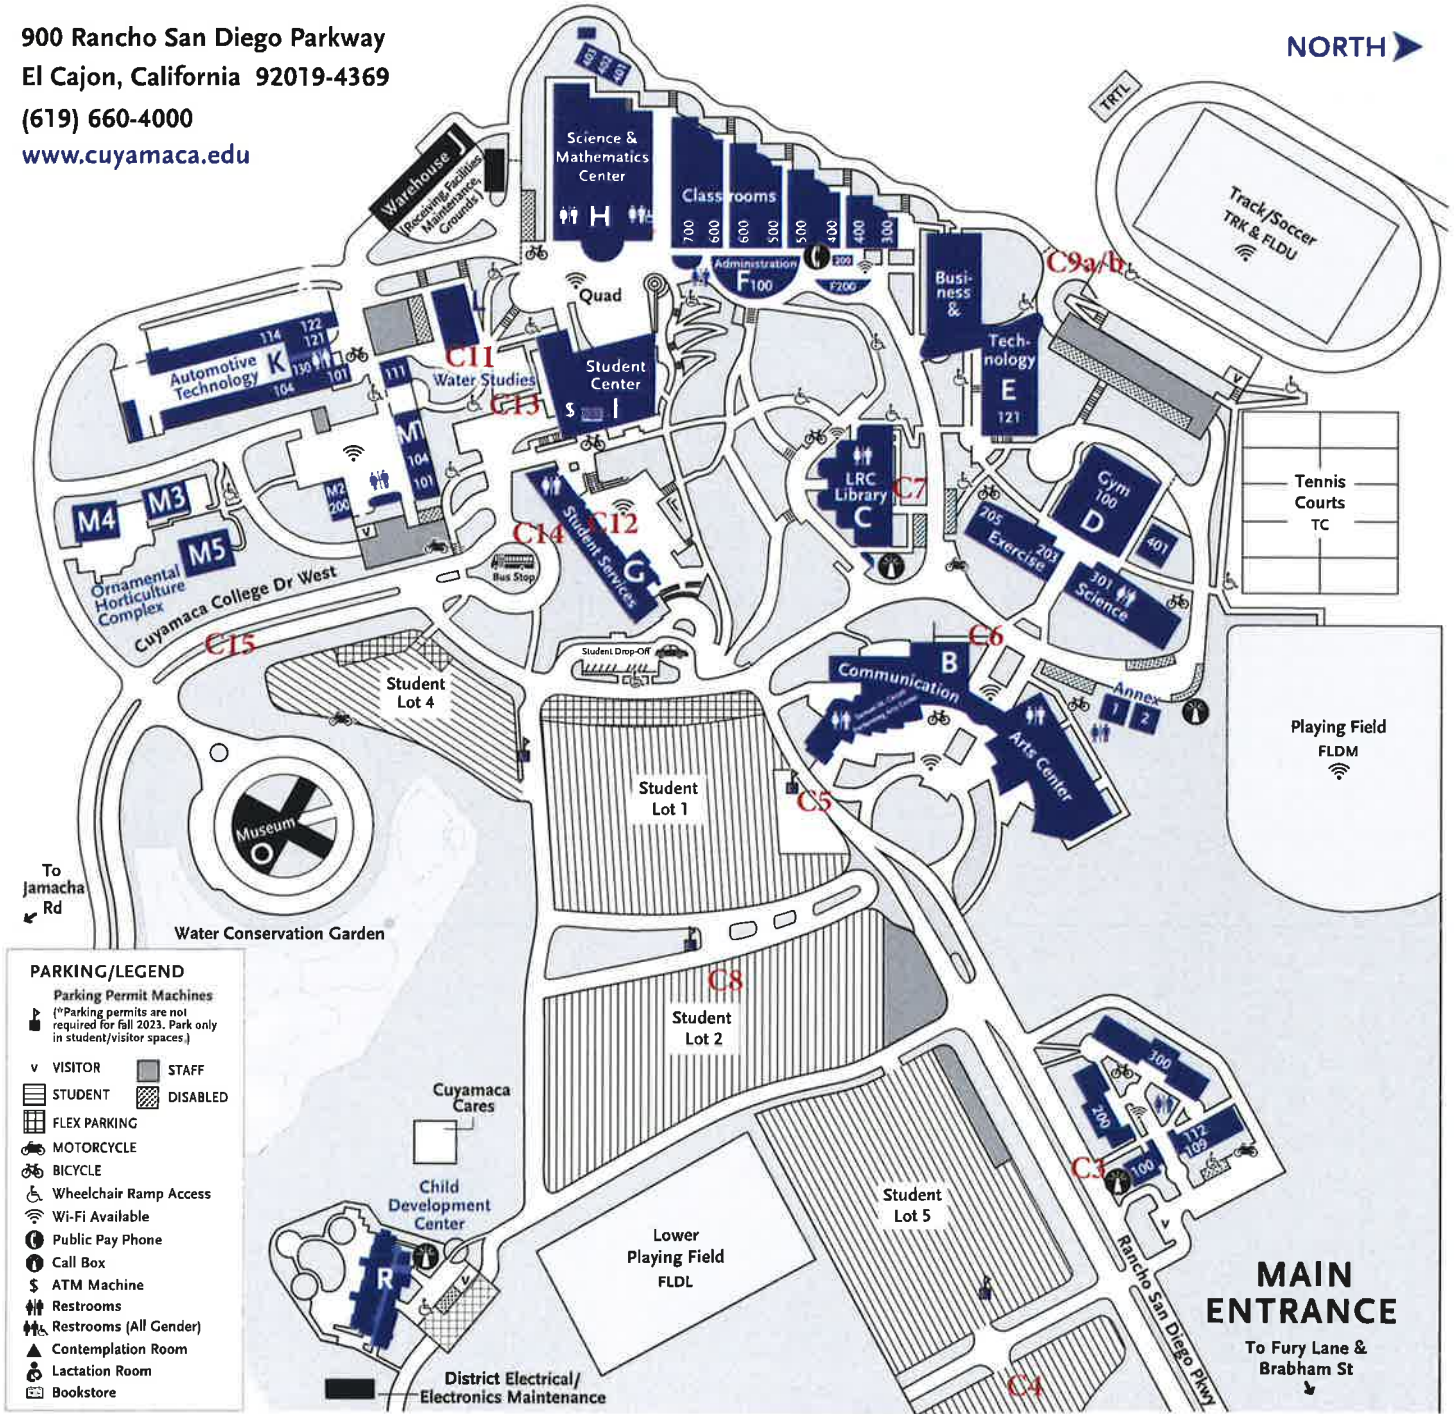 900 Rancho San Diego Parkway
El Cajon, California 92019-4369
(619) 660-4000
www.cuyamaca.edu
NORTH
403
402
401
TRTL
Science &
Mathematics
Center
H
Warehouse J
(Receiving, Facilities
Maintenance,
Grounds)
Classrooms
700
600
600
500
500
400
400
300
Track/Soccer
TRK & FLDU
Administration
F100
200
F200
Busi-
ness
&
Tech-
nology
E
121
C9a/b
Quad
L
C11
Water Studies
C13
Student
Center
$
I
114
122
121
Automotive
Technology
K
130
101
104
111
M1
104
101
M2
200
V
M3
M4
M5
Ornamental
Horticulture
Complex
Cuyamaca College Dr West
C15
C14
C12
Student Services
G
Bus Stop
LRC
Library
C
C7
V
Gym
100
D
205
203
Exercise
401
301
Science
Tennis
Courts
TC
Student Drop-Off
Student
Lot 4
C6
B
Communication
Arts Center
Annex
1
2
Playing Field
FLDM
Student
Lot 1
C5
Museum
O
To
Jamacha
Rd
Water Conservation Garden
C8
Student
Lot 2
PARKING/LEGEND
Parking Permit Machines
(*Parking permits are not
required for fall 2023. Park only
in student/visitor spaces.)
V VISITOR
STAFF
STUDENT
DISABLED
FLEX PARKING
MOTORCYCLE
BICYCLE
Wheelchair Ramp Access
Wi-Fi Available
Public Pay Phone
Call Box
$ ATM Machine
Restrooms
Restrooms (All Gender)
Contemplation Room
Lactation Room
Bookstore
Cuyamaca
Cares
Child
Development
Center
R
V
District Electrical/
Electronics Maintenance
Lower
Playing Field
FLDL
Student
Lot 5
C4
300
200
112
109
100
C3
V
Rancho San Diego Pkwy
MAIN
ENTRANCE
To Fury Lane &
Brabham St